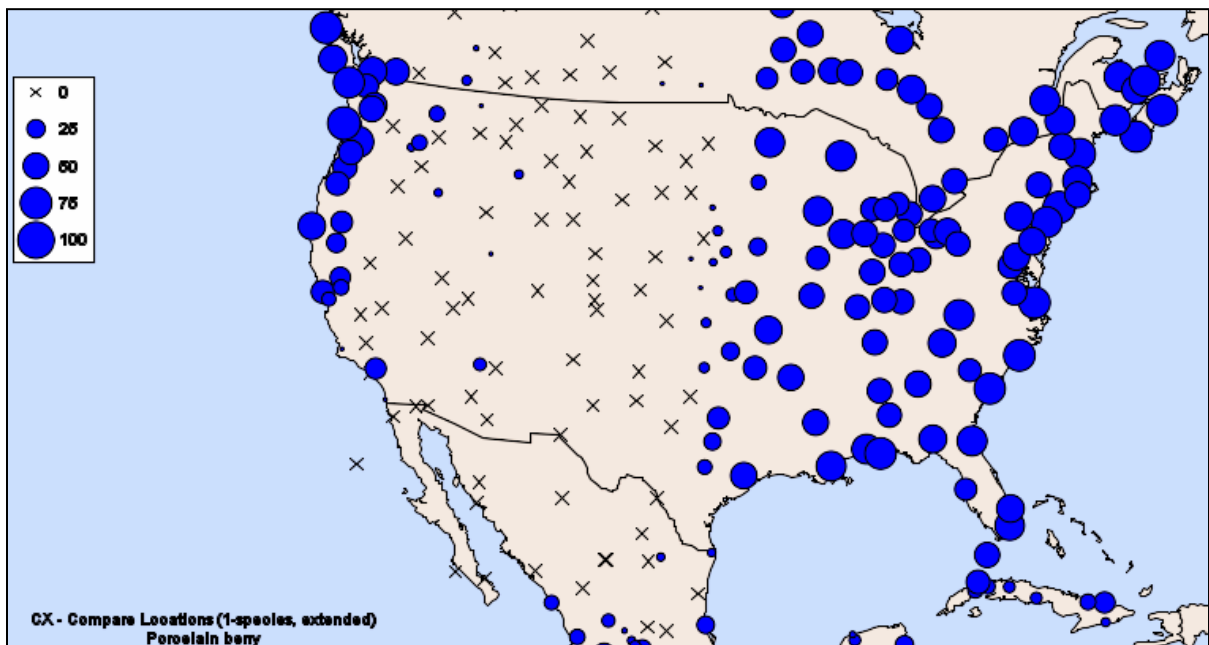 0
25
50
75
100
CX - Compare Locations (1-species, extended)
Porcelain berry